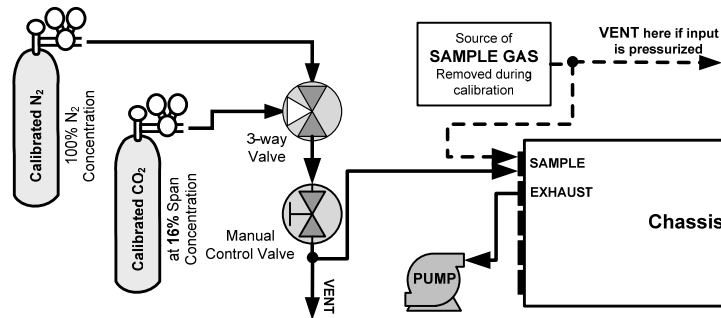 Calibrated N₂
100% N₂
Concentration
Calibrated CO₂
at 16% Span
Concentration
3-way
Valve
Manual
Control Valve
VENT
Source of
SAMPLE GAS
Removed during
calibration
VENT here if input
is pressurized
SAMPLE
EXHAUST
Chassis
PUMP